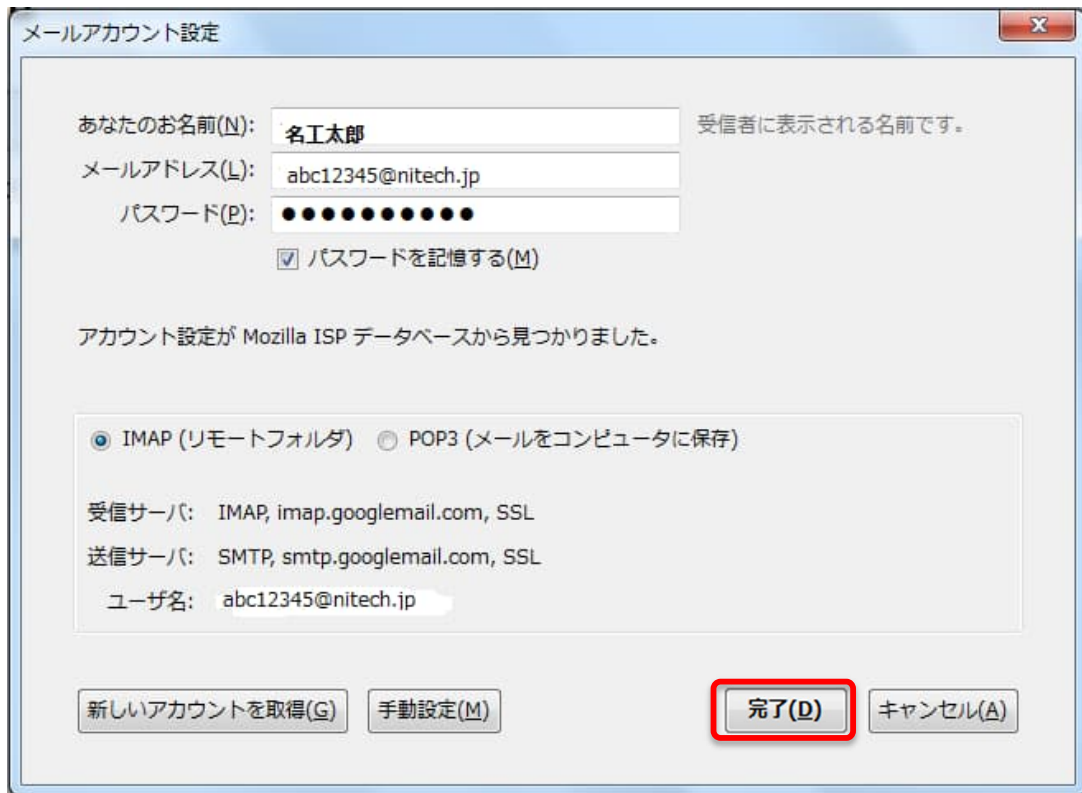 メールアカウント設定
あなたのお名前(N): 名工太郎 受信者に表示される名前です。
メールアドレス(L): abc12345@nitech.jp
パスワード(P): ●●●●●●●●●●
パスワードを記憶する(M)
アカウント設定が Mozilla ISP データベースから見つかりました。
IMAP (リモートフォルダ) POP3 (メールをコンピュータに保存)
受信サーバ: IMAP, imap.googlemail.com, SSL
送信サーバ: SMTP, smtp.googlemail.com, SSL
ユーザ名: abc12345@nitech.jp
新しいアカウントを取得(G) 手動設定(M) 完了(D) キャンセル(A)